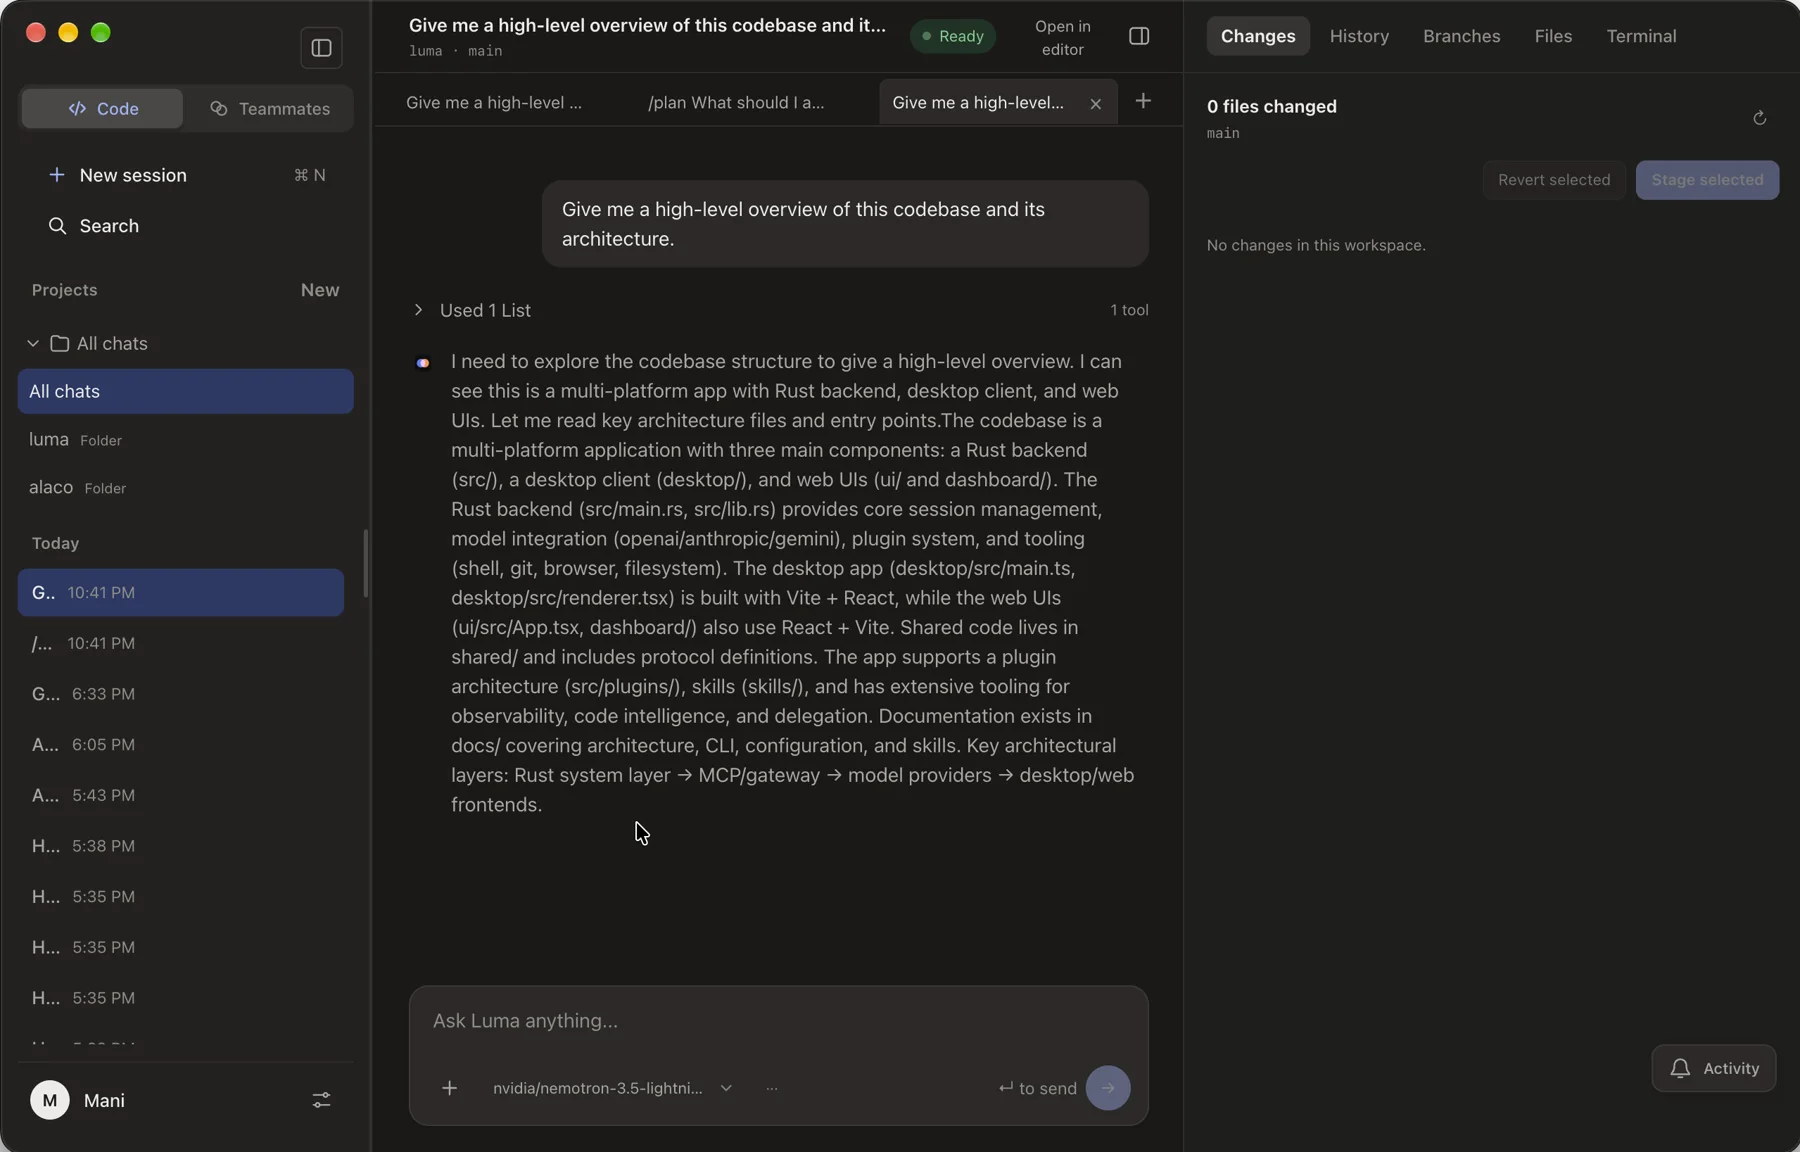 Code
Teammates
New session
⌘ N
Search
Projects
New
All chats
All chats
luma Folder
alaco Folder
Today
G.. 10:41 PM
/... 10:41 PM
G... 6:33 PM
A... 6:05 PM
A... 5:43 PM
H... 5:38 PM
H... 5:35 PM
H... 5:35 PM
H... 5:35 PM
M Mani
Give me a high-level overview of this codebase and it...
luma · main
Ready
Open in
editor
Give me a high-level ...
/plan What should I a...
Give me a high-level...
Give me a high-level overview of this codebase and its
architecture.
Used 1 List
1 tool
I need to explore the codebase structure to give a high-level overview. I can
see this is a multi-platform app with Rust backend, desktop client, and web
UIs. Let me read key architecture files and entry points.The codebase is a
multi-platform application with three main components: a Rust backend
(src/), a desktop client (desktop/), and web UIs (ui/ and dashboard/). The
Rust backend (src/main.rs, src/lib.rs) provides core session management,
model integration (openai/anthropic/gemini), plugin system, and tooling
(shell, git, browser, filesystem). The desktop app (desktop/src/main.ts,
desktop/src/renderer.tsx) is built with Vite + React, while the web UIs
(ui/src/App.tsx, dashboard/) also use React + Vite. Shared code lives in
shared/ and includes protocol definitions. The app supports a plugin
architecture (src/plugins/), skills (skills/), and has extensive tooling for
observability, code intelligence, and delegation. Documentation exists in
docs/ covering architecture, CLI, configuration, and skills. Key architectural
layers: Rust system layer → MCP/gateway → model providers → desktop/web
frontends.
Ask Luma anything...
nvidia/nemotron-3.5-lightni...
...
↵ to send
Changes
History
Branches
Files
Terminal
0 files changed
main
Revert selected
Stage selected
No changes in this workspace.
Activity